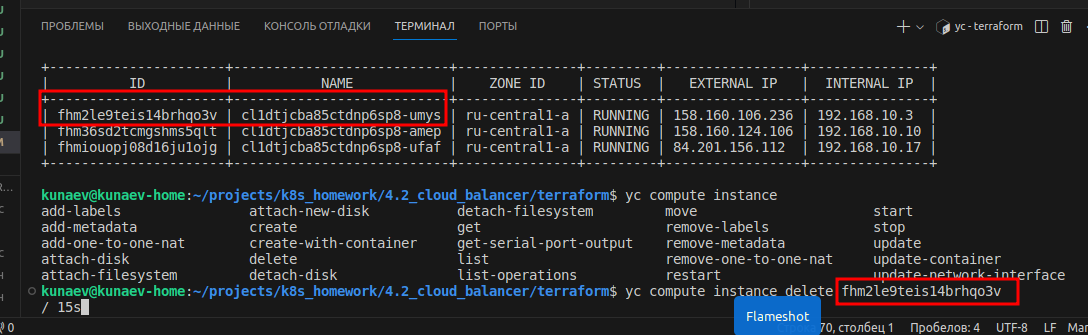 ПРОБЛЕМЫ ВЫХОДНЫЕ ДАННЫЕ КОНСОЛЬ ОТЛАДКИ ТЕРМИНАЛ ПОРТЫ yc - terraform
+----------------------+---------------------------+---------------+---------+-----------------+---------------+
| ID | NAME | ZONE ID | STATUS | EXTERNAL IP | INTERNAL IP |
+----------------------+---------------------------+---------------+---------+-----------------+---------------+
| fhm2le9teis14brhqo3v | cl1dtjcba85ctdnp6sp8-umys | ru-central1-a | RUNNING | 158.160.106.236 | 192.168.10.3 |
| fhm36sd2tcmgshms5qlt | cl1dtjcba85ctdnp6sp8-amep | ru-central1-a | RUNNING | 158.160.124.106 | 192.168.10.10 |
| fhmiouopj08d16ju1ojg | cl1dtjcba85ctdnp6sp8-ufaf | ru-central1-a | RUNNING | 84.201.156.112 | 192.168.10.17 |
+----------------------+---------------------------+---------------+---------+-----------------+---------------+
kunaev@kunaev-home:~/projects/k8s_homework/4.2_cloud_balancer/terraform$ yc compute instance
add-labels attach-new-disk detach-filesystem move start
add-metadata create get remove-labels stop
add-one-to-one-nat create-with-container get-serial-port-output remove-metadata update
attach-disk delete list remove-one-to-one-nat update-container
attach-filesystem detach-disk list-operations restart update-network-interface
kunaev@kunaev-home:~/projects/k8s_homework/4.2_cloud_balancer/terraform$ yc compute instance delete fhm2le9teis14brhqo3v
/ 15s
Flameshot
0 70, столбец 1 Пробелов: 4 UTF-8 LF